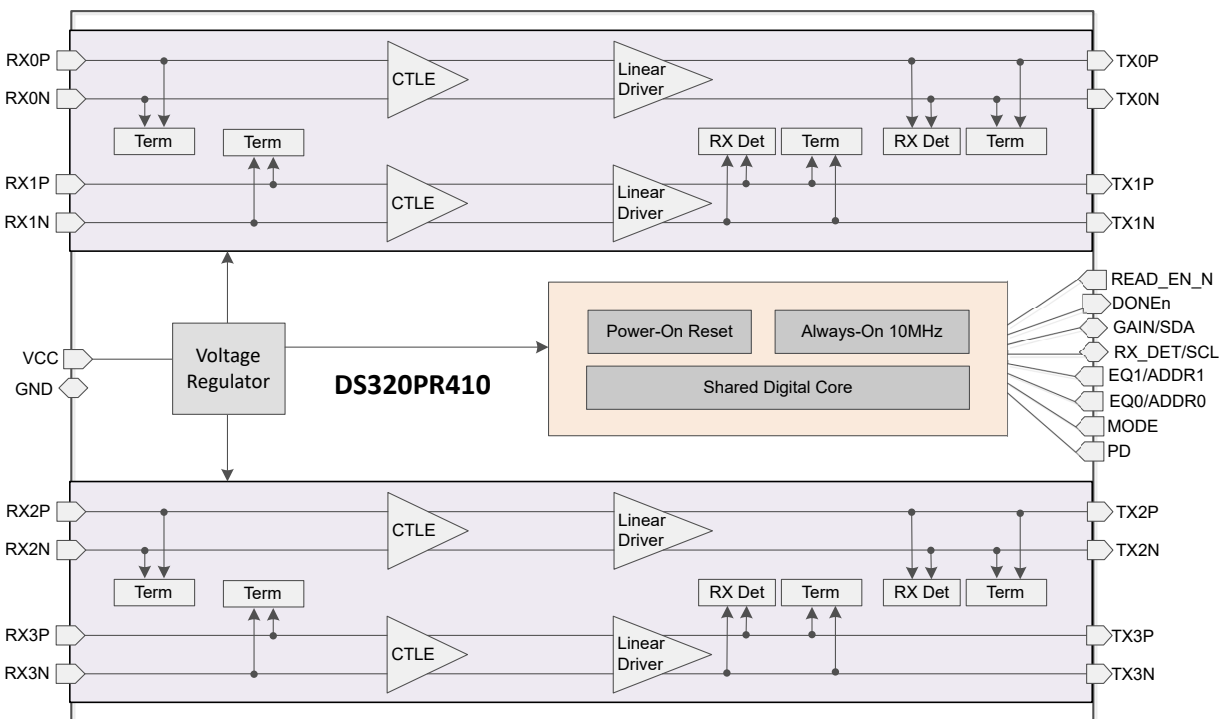 RX0P
RX0N
RX1P
RX1N
CTLE
Linear
Driver
Term
Term
RX Det
Term
RX Det
Term
CTLE
Linear
Driver
TX0P
TX0N
TX1P
TX1N
VCC
GND
Voltage
Regulator
DS320PR410
Power-On Reset
Always-On 10MHz
Shared Digital Core
READ_EN_N
DONEn
GAIN/SDA
RX_DET/SCL
EQ1/ADDR1
EQ0/ADDR0
MODE
PD
RX2P
RX2N
RX3P
RX3N
CTLE
Linear
Driver
Term
Term
RX Det
Term
RX Det
Term
CTLE
Linear
Driver
TX2P
TX2N
TX3P
TX3N